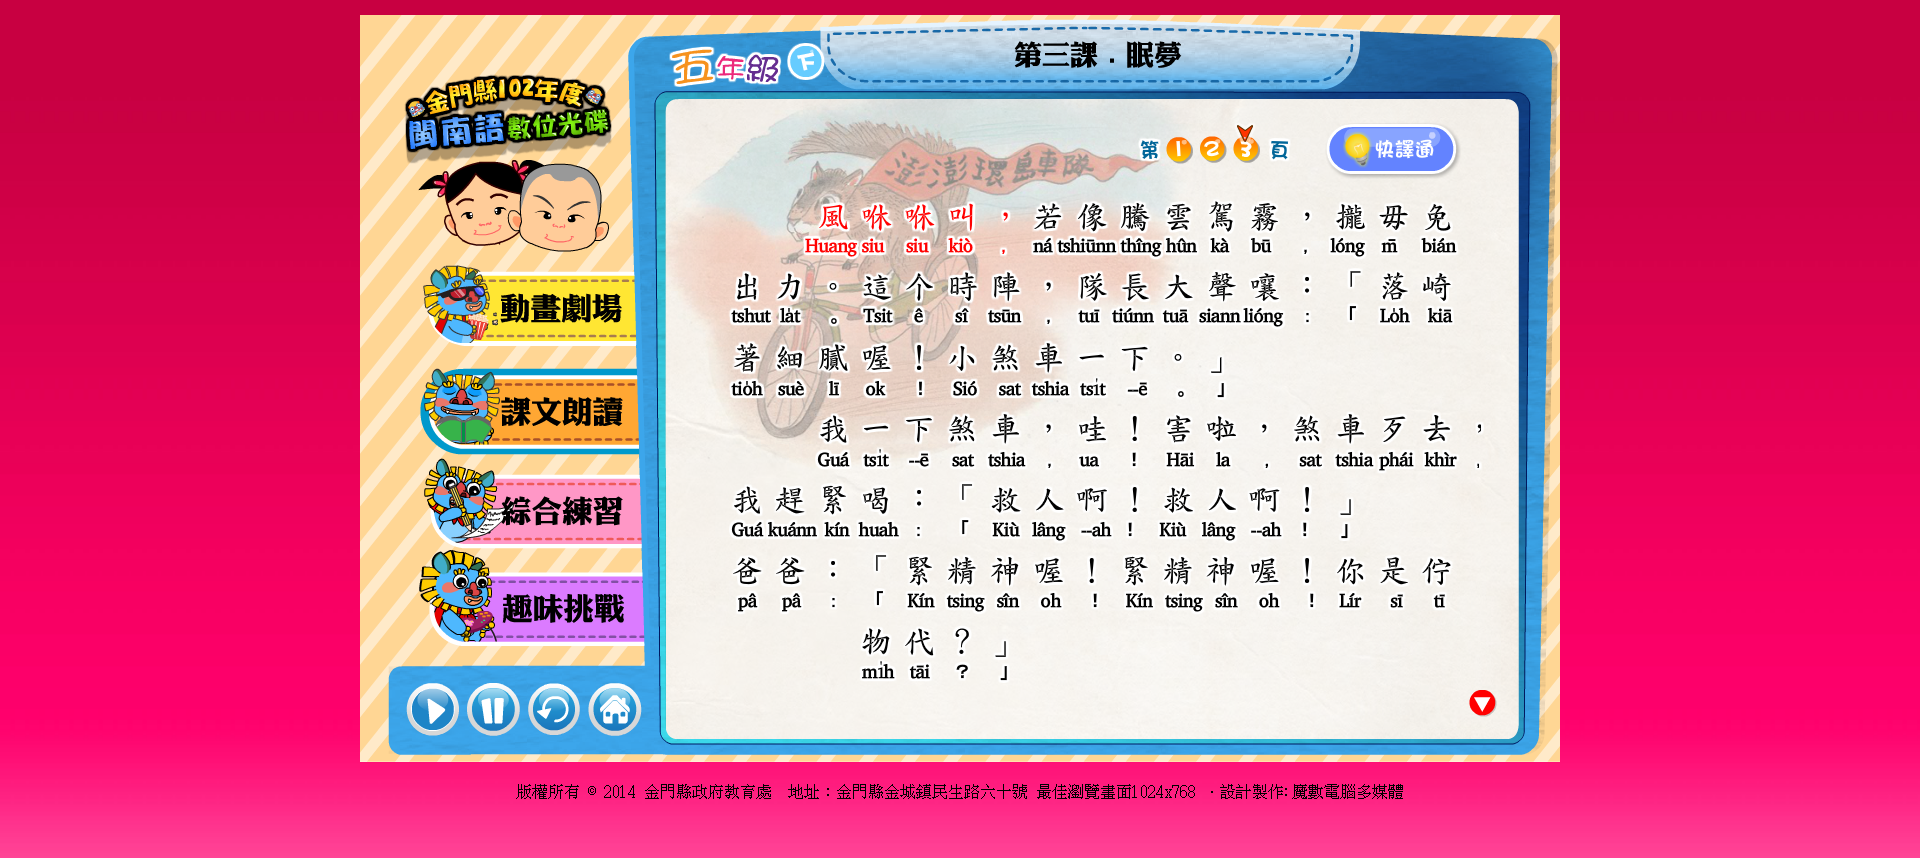 五年級 下
第三課．眠夢
金門縣102年度
閩南語數位光碟
澎澎環島車隊
第 1 2 3 頁
快譯通
風咻咻叫，若像騰雲駕霧，攏毋免
Huang siu siu kiò , ná tshiūnn thîng hûn kà bū , lóng m̄ bián
出力。這个時陣，隊長大聲嚷：「落崎
tshut la̍t 。 Tsit ê sî tsūn , tuī tiúnn tuā siann lióng : 「 Lo̍h kiā
著細膩喔！小煞車一下。」
tio̍h suè lī ok ! Sió sat tshia tsi̍t --ē 。 」
我一下煞車，哇！害啦，煞車歹去，
Guá tsi̍t --ē sat tshia , ua ! Hāi la , sat tshia phái khìr ,
我趕緊喝：「救人啊！救人啊！」
Guá kuánn kín huah : 「 Kiù lâng --ah ! Kiù lâng --ah ! 」
爸爸：「緊精神喔！緊精神喔！你是佇
pâ pâ : 「 Kín tsing sîn oh ! Kín tsing sîn oh ! Lír sī tī
物代？」
mi̍h tāi ? 」
動畫劇場
課文朗讀
綜合練習
趣味挑戰
版權所有 © 2014 金門縣政府教育處 地址：金門縣金城鎮民生路六十號 最佳瀏覽畫面1024x768 ‧設計製作:魔數電腦多媒體